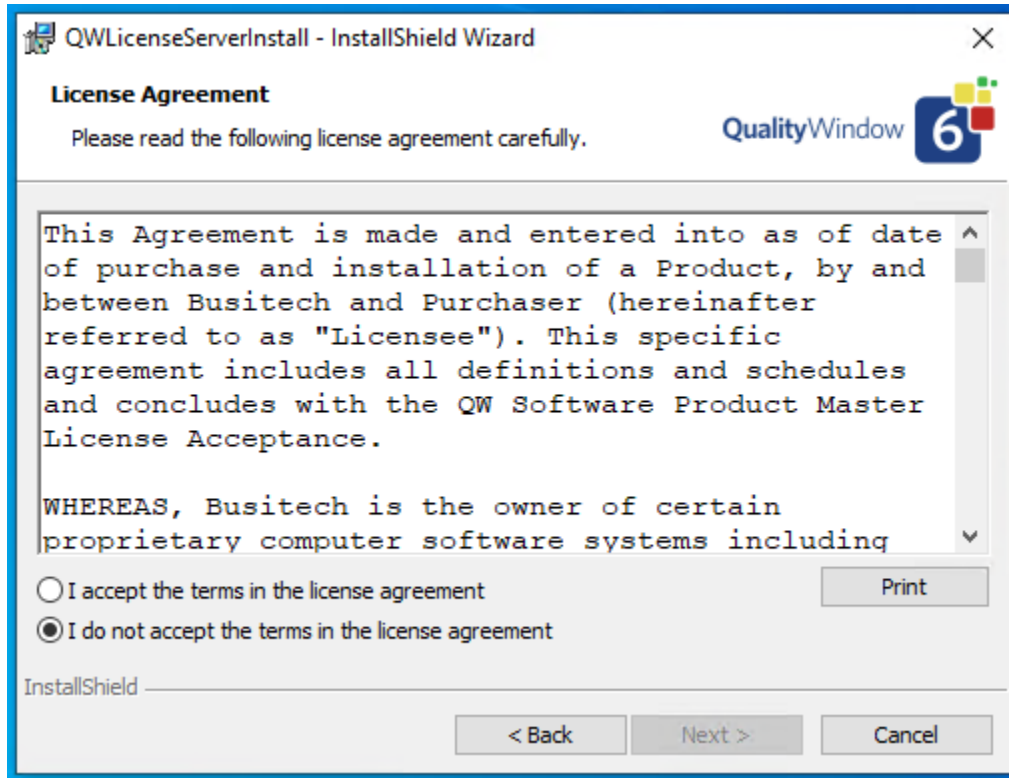 QWLicenseServerInstall - InstallShield Wizard
License Agreement
Please read the following license agreement carefully.
QualityWindow 6
This Agreement is made and entered into as of date
of purchase and installation of a Product, by and
between Busitech and Purchaser (hereinafter
referred to as "Licensee"). This specific
agreement includes all definitions and schedules
and concludes with the QW Software Product Master
License Acceptance.
WHEREAS, Busitech is the owner of certain
proprietary computer software systems including
I accept the terms in the license agreement
Print
I do not accept the terms in the license agreement
InstallShield
< Back
Next >
Cancel